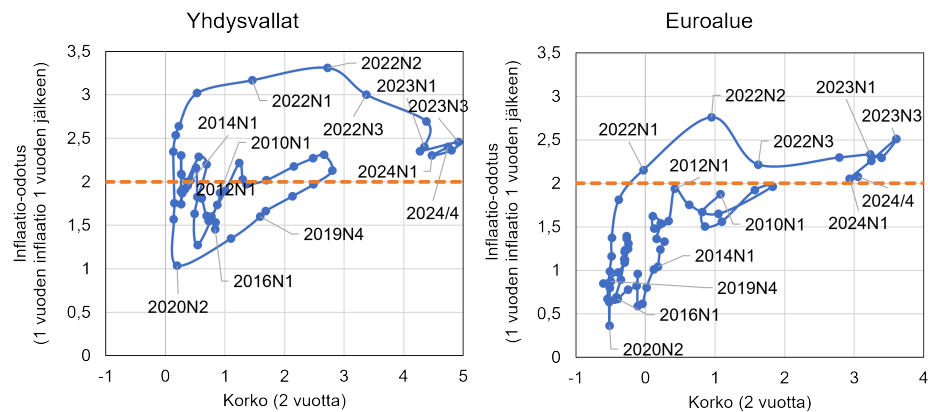 Yhdysvallat
Inflaatio-odotus
(1 vuoden inflaatio 1 vuoden jälkeen)
3,5
3
2,5
2
1,5
1
0,5
0
-1
0
1
2
3
4
5
Korko (2 vuotta)
2022N2
2023N1
2022N1
2023N3
2014N1
2022N3
2010N1
2024N1
2012N1
2024/4
2019N4
2016N1
2020N2
Euroalue
Inflaatio-odotus
(1 vuoden inflaatio 1 vuoden jälkeen)
3,5
3
2,5
2
1,5
1
0,5
0
-1
0
1
2
3
4
Korko (2 vuotta)
2023N1
2022N2
2023N3
2022N1
2022N3
2012N1
2024/4
2010N1
2024N1
2014N1
2019N4
2016N1
2020N2